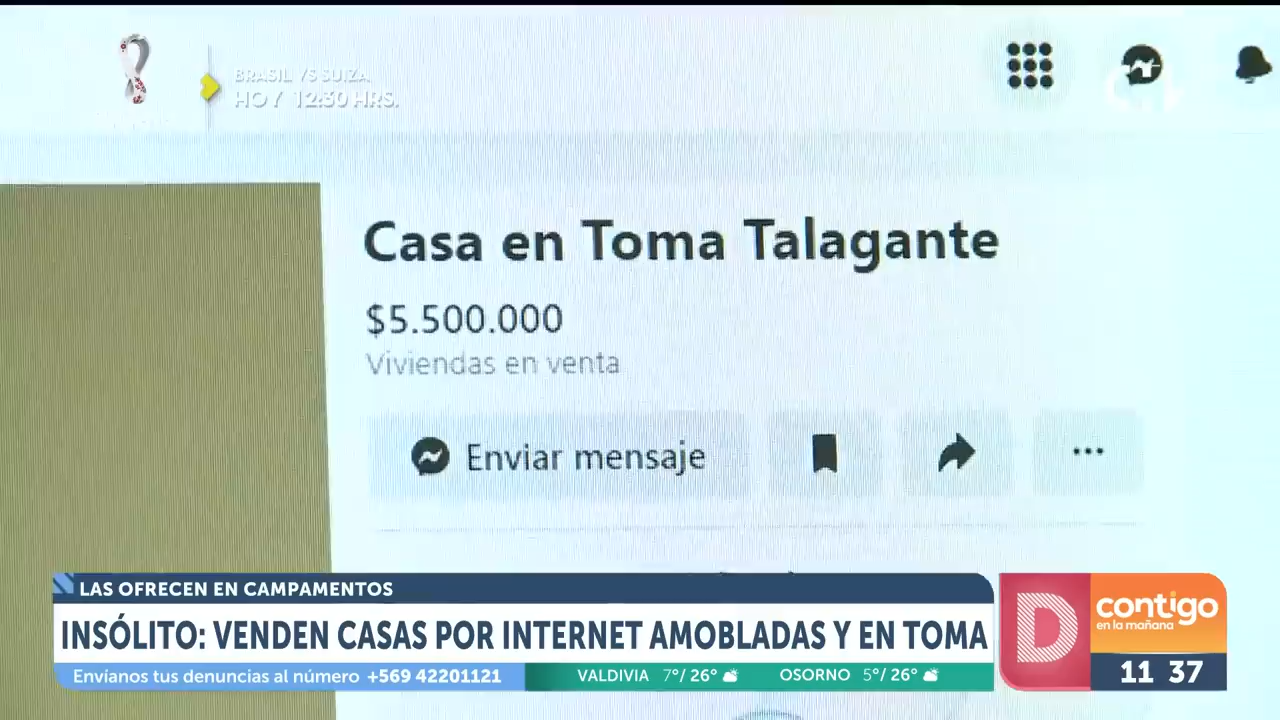 BRASIL VS SUIZA
HOY 12:30 HRS.
Casa en Toma Talagante
$5.500.000
Viviendas en venta
Enviar mensaje
LAS OFRECEN EN CAMPAMENTOS
INSÓLITO: VENDEN CASAS POR INTERNET AMOBLADAS Y EN TOMA
Envíanos tus denuncias al número +569 42201121
VALDIVIA 7°/ 26° OSORNO 5°/ 26°
D
contigo
en la mañana
11 37